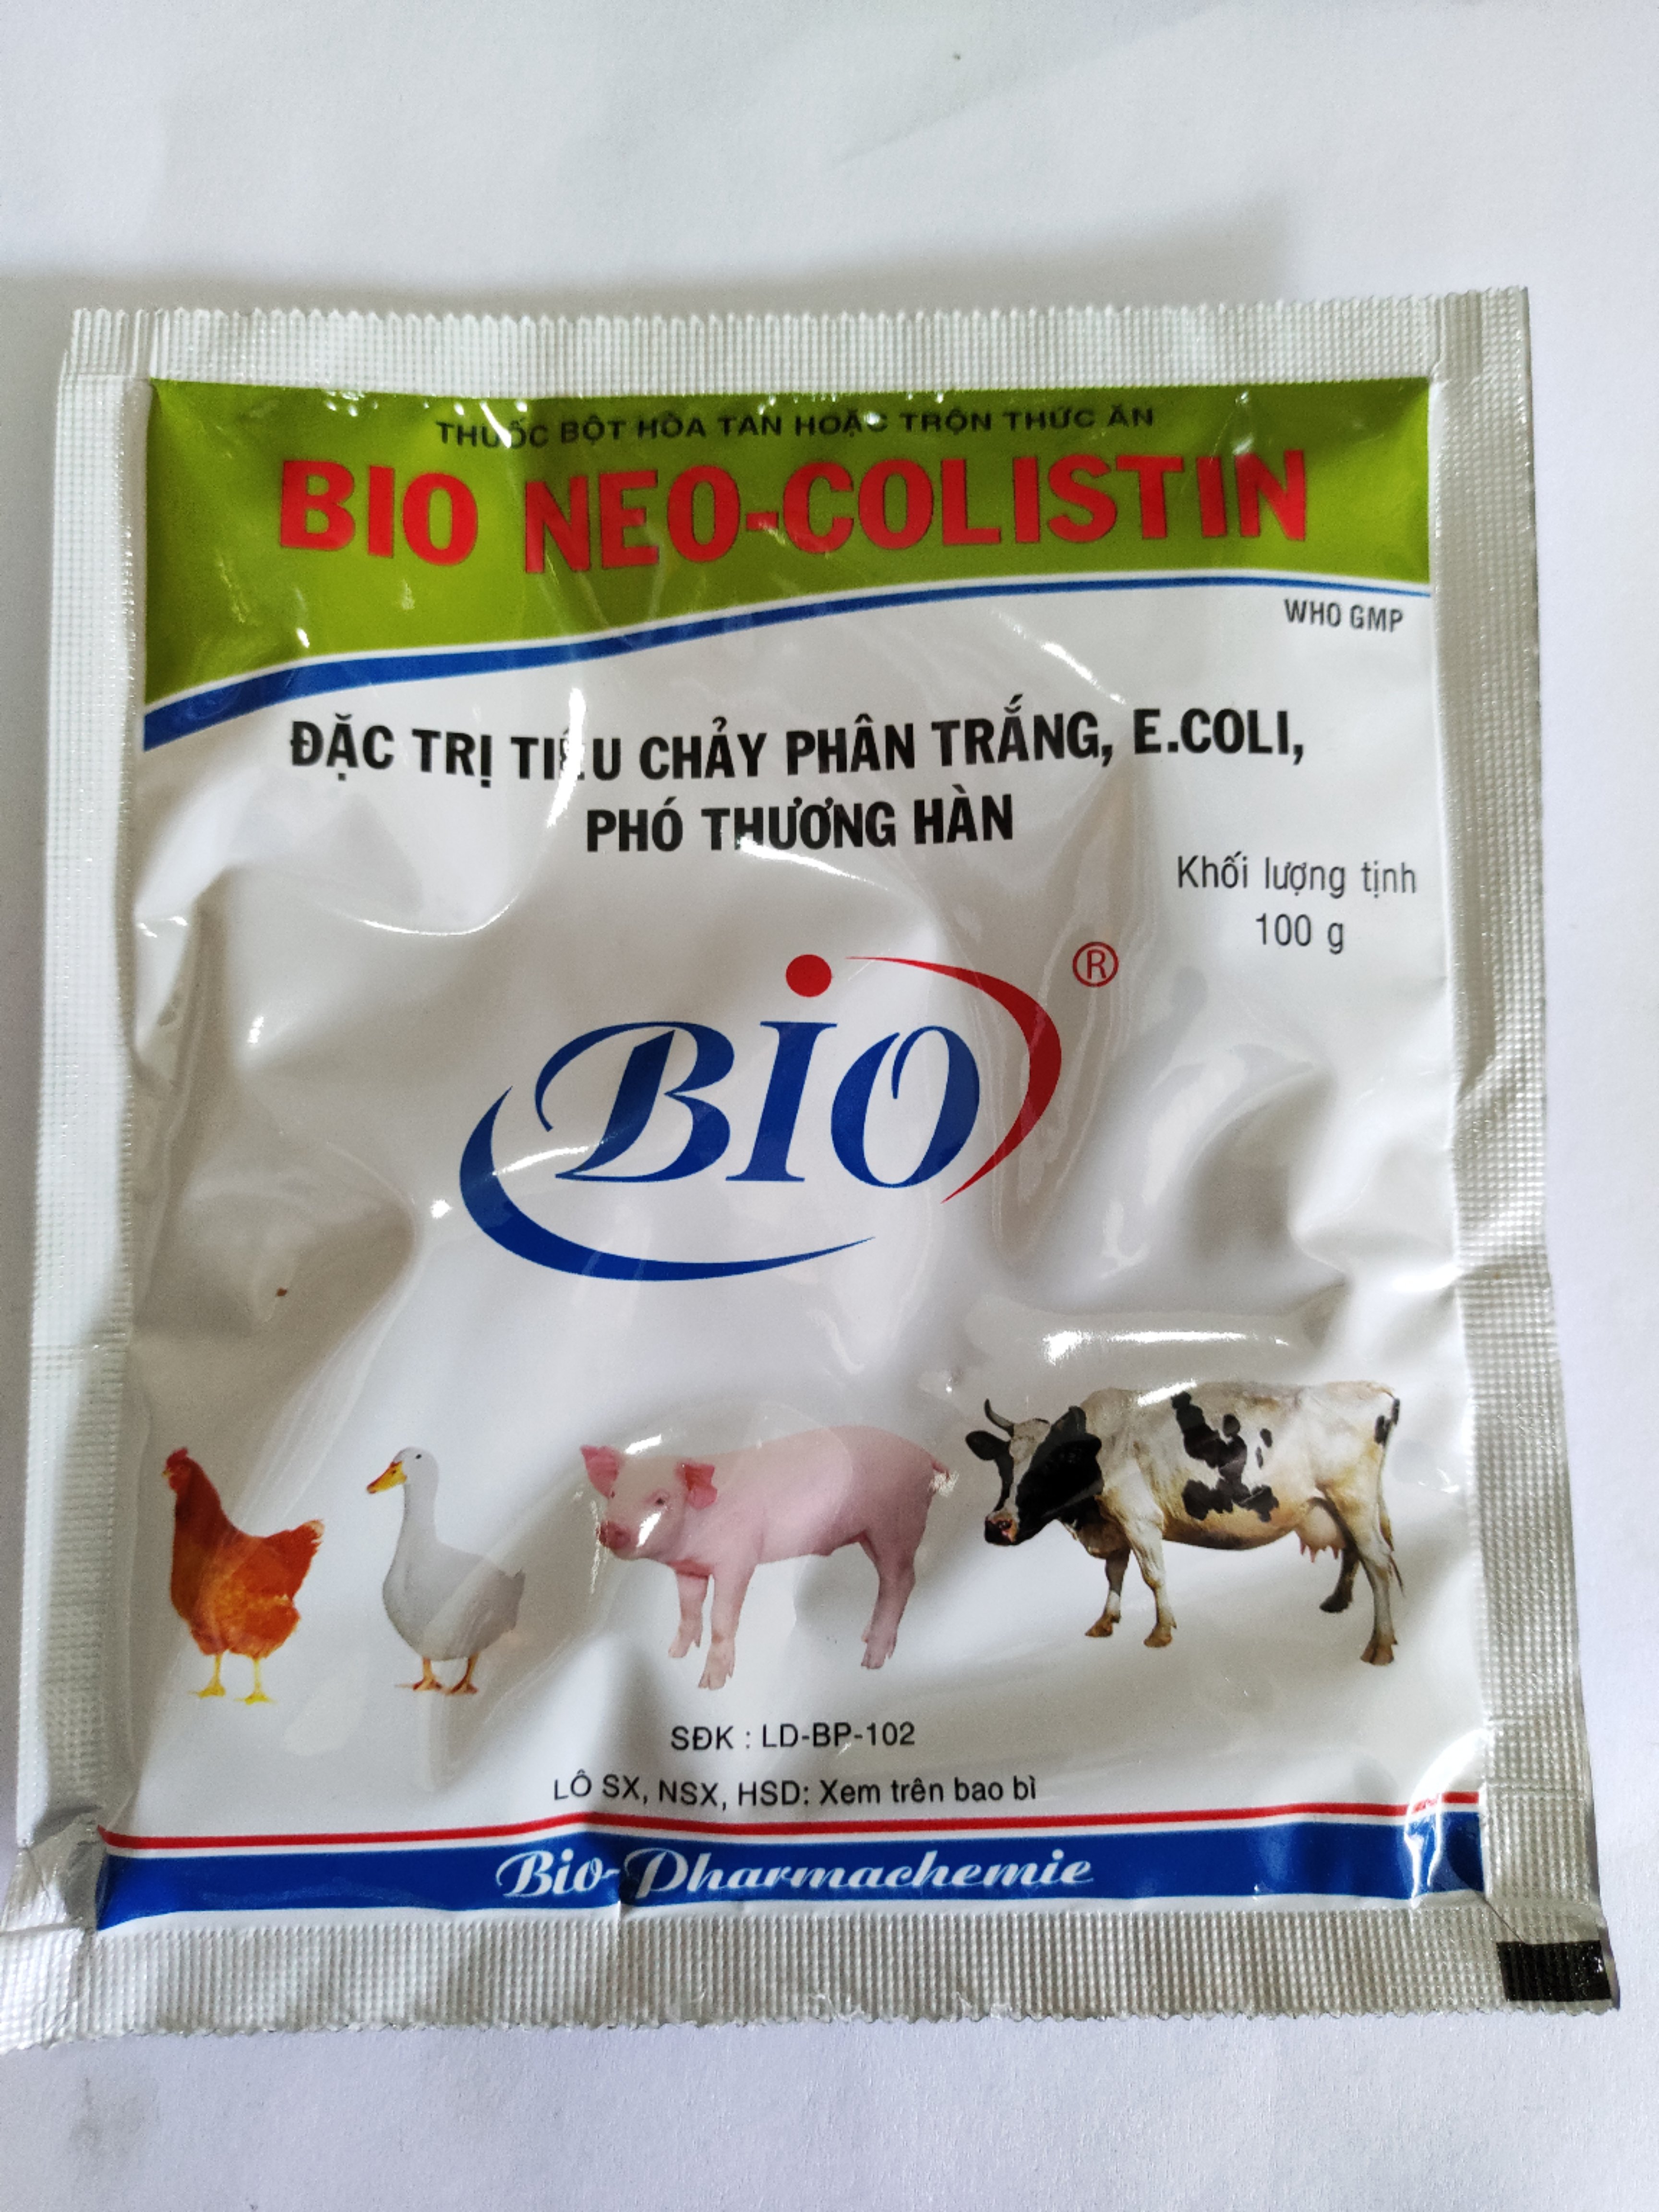 THUỐC BỘT HÒA TAN HOẶC TRỘN THỨC ĂN
BIO NEO-COLISTIN
WHO GMP
ĐẶC TRỊ TIÊU CHẢY PHÂN TRẮNG, E.COLI,
PHÓ THƯƠNG HÀN
Khối lượng tịnh
100 g
BIO ®
SĐK : LD-BP-102
LÔ SX, NSX, HSD: Xem trên bao bì
Bio-Pharmachemie